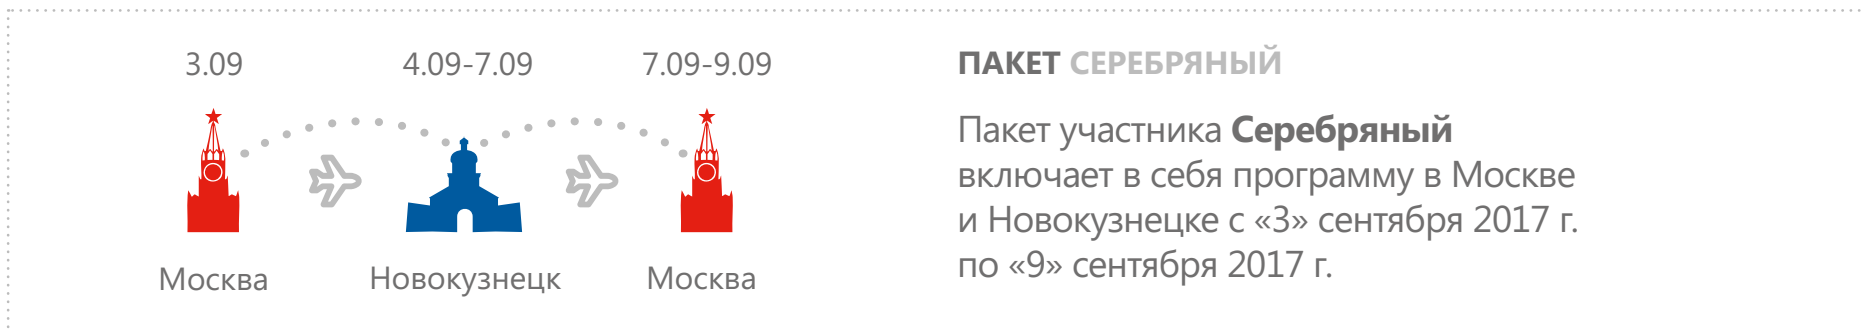 3.09 4.09-7.09 7.09-9.09
Москва Новокузнецк Москва
ПАКЕТ СЕРЕБРЯНЫЙ
Пакет участника Серебряный
включает в себя программу в Москве
и Новокузнецке с «3» сентября 2017 г.
по «9» сентября 2017 г.